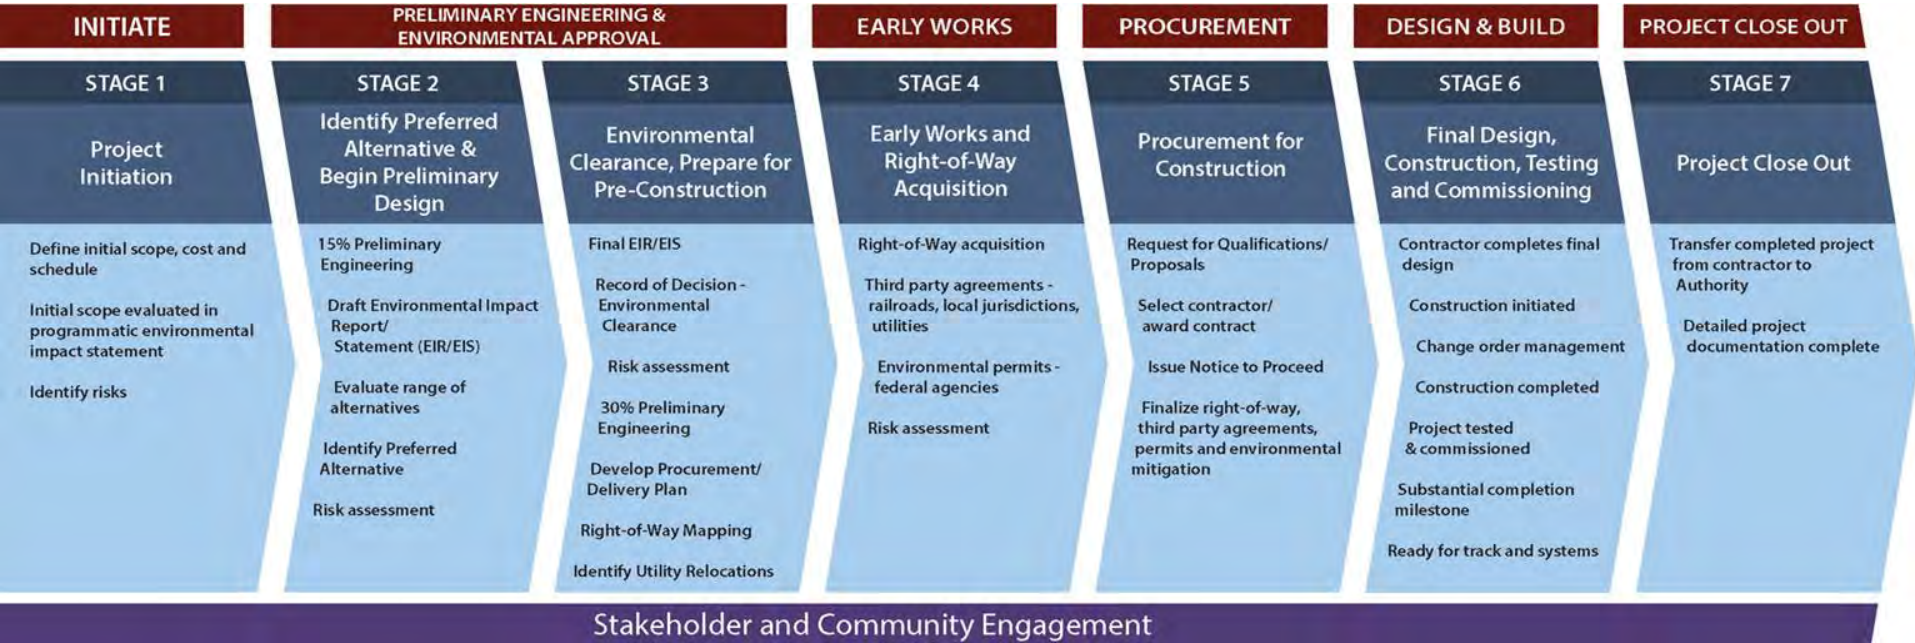 INITIATE
PRELIMINARY ENGINEERING &
ENVIRONMENTAL APPROVAL
EARLY WORKS
PROCUREMENT
DESIGN & BUILD
PROJECT CLOSE OUT
STAGE 1
Project
Initiation
Define initial scope, cost and
schedule
Initial scope evaluated in
programmatic environmental
impact statement
Identify risks
STAGE 2
Identify Preferred
Alternative &
Begin Preliminary
Design
15% Preliminary
Engineering
Draft Environmental Impact
Report/
Statement (EIR/EIS)
Evaluate range of
alternatives
Identify Preferred
Alternative
Risk assessment
STAGE 3
Environmental
Clearance, Prepare for
Pre-Construction
Final EIR/EIS
Record of Decision -
Environmental
Clearance
Risk assessment
30% Preliminary
Engineering
Develop Procurement/
Delivery Plan
Right-of-Way Mapping
Identify Utility Relocations
STAGE 4
Early Works and
Right-of-Way
Acquisition
Right-of-Way acquisition
Third party agreements -
railroads, local jurisdictions,
utilities
Environmental permits -
federal agencies
Risk assessment
STAGE 5
Procurement for
Construction
Request for Qualifications/
Proposals
Select contractor/
award contract
Issue Notice to Proceed
Finalize right-of-way,
third party agreements,
permits and environmental
mitigation
STAGE 6
Final Design,
Construction, Testing
and Commissioning
Contractor completes final
design
Construction initiated
Change order management
Construction completed
Project tested
& commissioned
Substantial completion
milestone
Ready for track and systems
STAGE 7
Project Close Out
Transfer completed project
from contractor to
Authority
Detailed project
documentation complete
Stakeholder and Community Engagement